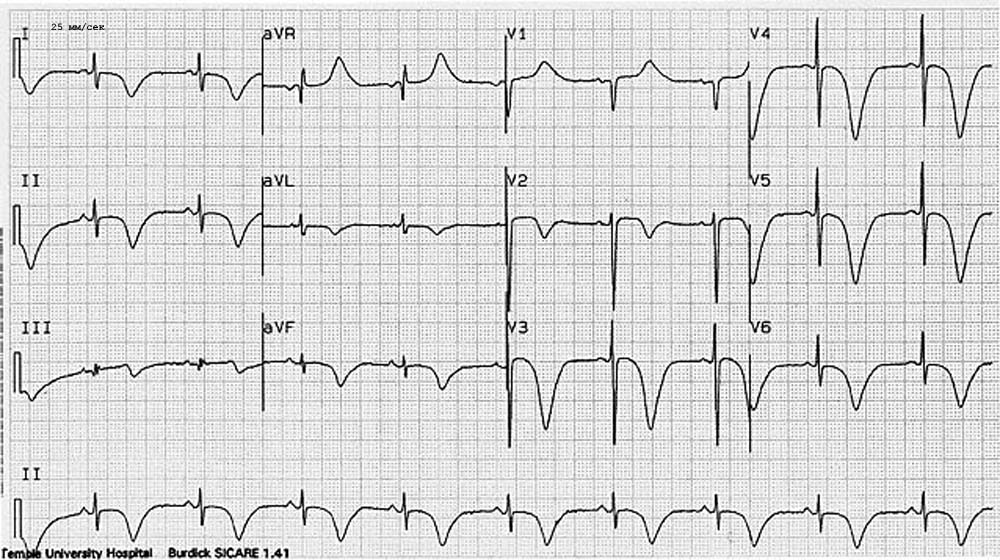 I 25 мм/сек aVR V1 V4
II aVL V2 V5
III aVF V3 V6
II
Temple University Hospital Burdick SICARE 1.41